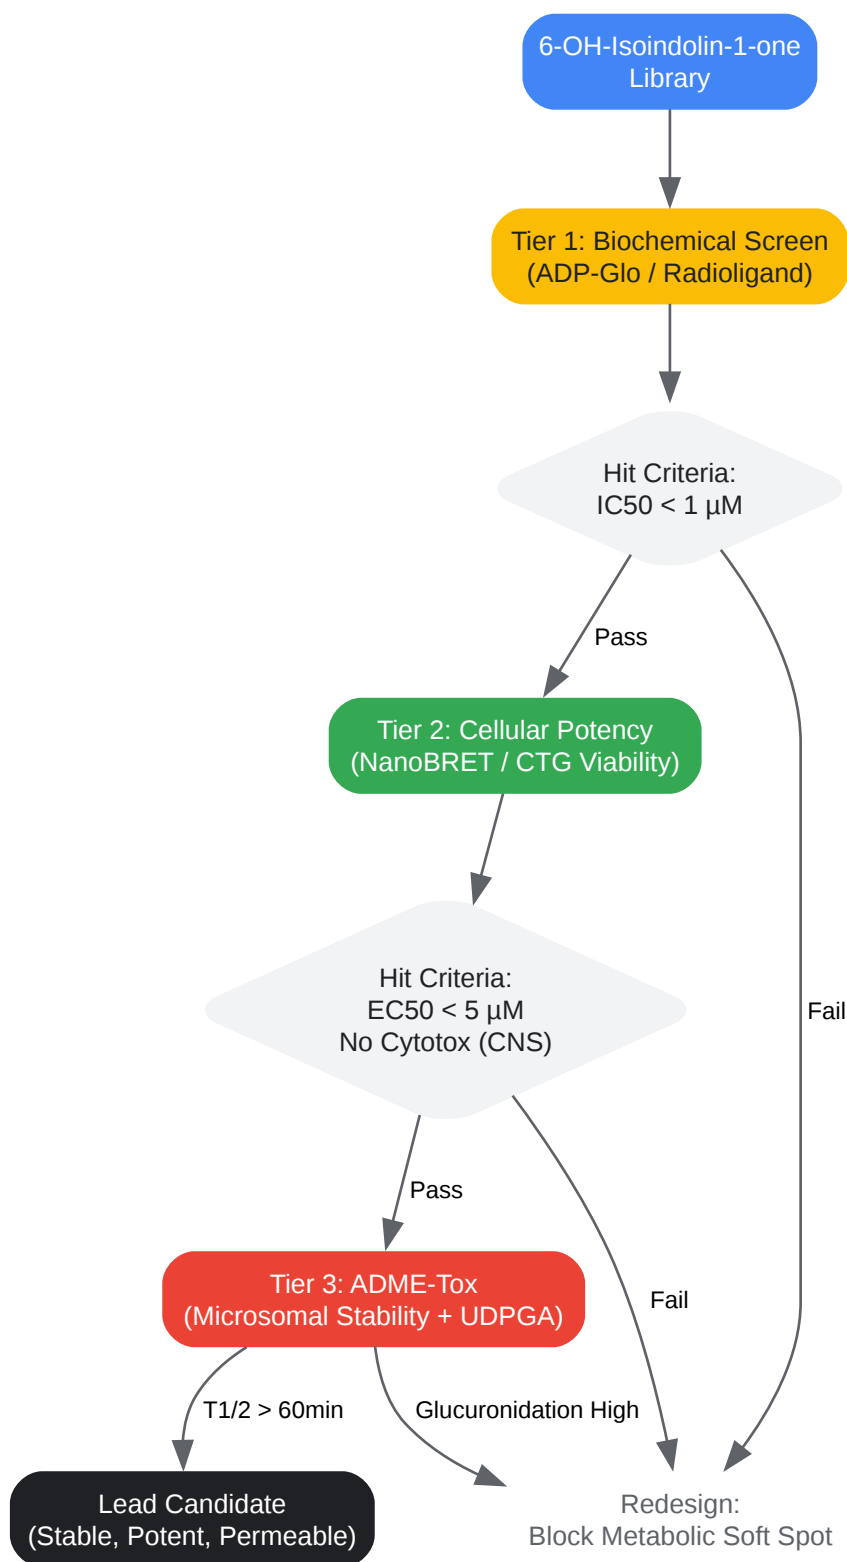 6-OH-Isoindolin-1-one
Library
Tier 1: Biochemical Screen
(ADP-Glo / Radioligand)
Hit Criteria:
IC50 < 1 µM
Pass
Tier 2: Cellular Potency
(NanoBRET / CTG Viability)
Hit Criteria:
EC50 < 5 µM
No Cytotox (CNS)
Fail
Pass
Tier 3: ADME-Tox
(Microsomal Stability + UDPGA)
Fail
T1/2 > 60min
Glucuronidation High
Lead Candidate
(Stable, Potent, Permeable)
Redesign:
Block Metabolic Soft Spot